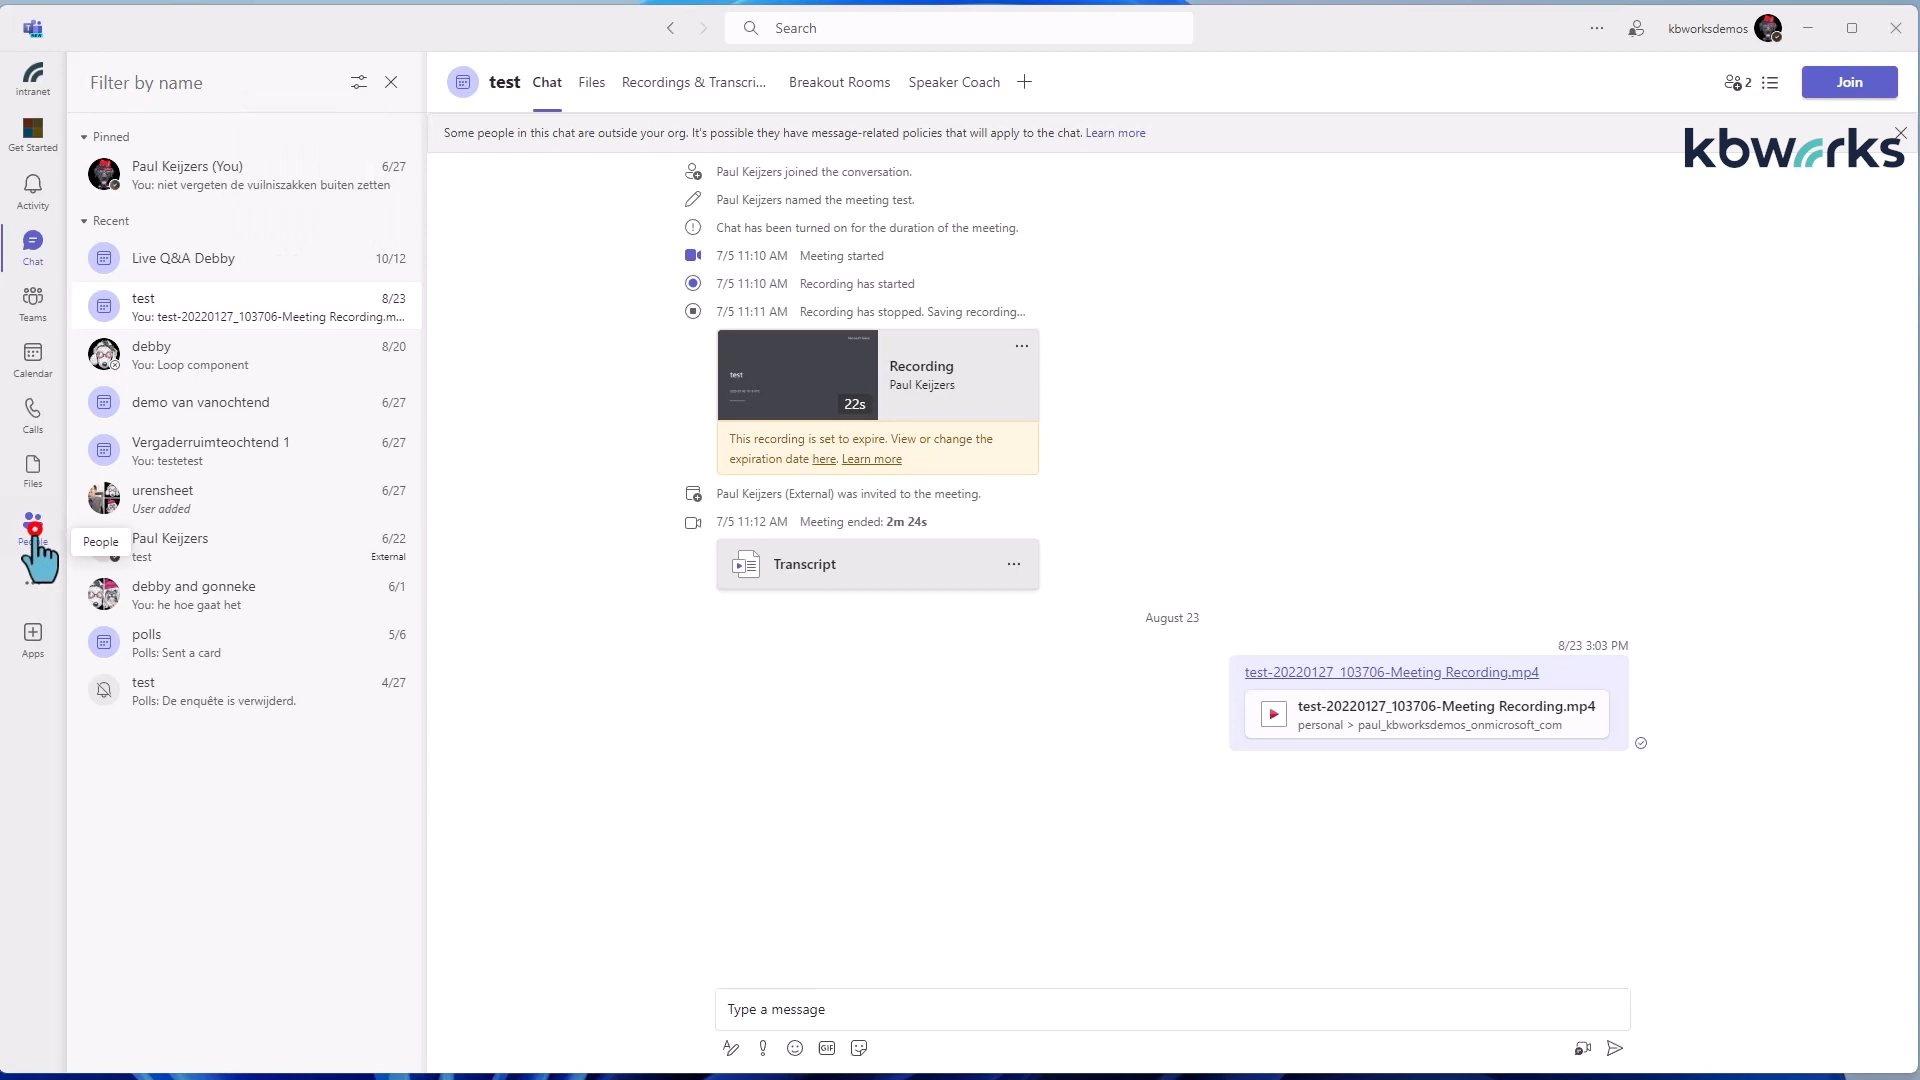 NEW
Search
kbworksdemos
intranet
Get Started
Activity
Chat
Teams
Calendar
Calls
Files
People
Apps
Filter by name
Pinned
Paul Keijzers (You) 6/27
You: niet vergeten de vuilniszakken buiten zetten
Recent
Live Q&A Debby 10/12
test 8/23
You: test-20220127_103706-Meeting Recording.m...
debby 8/20
You: Loop component
demo van vanochtend 6/27
Vergaderruimteochtend 1 6/27
You: testetest
urensheet 6/27
User added
People
Paul Keijzers 6/22
test External
debby and gonneke 6/1
You: he hoe gaat het
polls 5/6
Polls: Sent a card
test 4/27
Polls: De enquête is verwijderd.
test Chat Files Recordings & Transcri... Breakout Rooms Speaker Coach
2
Join
Some people in this chat are outside your org. It's possible they have message-related policies that will apply to the chat. Learn more
kbworks
Paul Keijzers joined the conversation.
Paul Keijzers named the meeting test.
Chat has been turned on for the duration of the meeting.
7/5 11:10 AM Meeting started
7/5 11:10 AM Recording has started
7/5 11:11 AM Recording has stopped. Saving recording...
test
22s
Recording
Paul Keijzers
This recording is set to expire. View or change the
expiration date here. Learn more
Paul Keijzers (External) was invited to the meeting.
7/5 11:12 AM Meeting ended: 2m 24s
Transcript
August 23
8/23 3:03 PM
test-20220127_103706-Meeting Recording.mp4
test-20220127_103706-Meeting Recording.mp4
personal > paul_kbworksdemos_onmicrosoft_com
Type a message
GIF